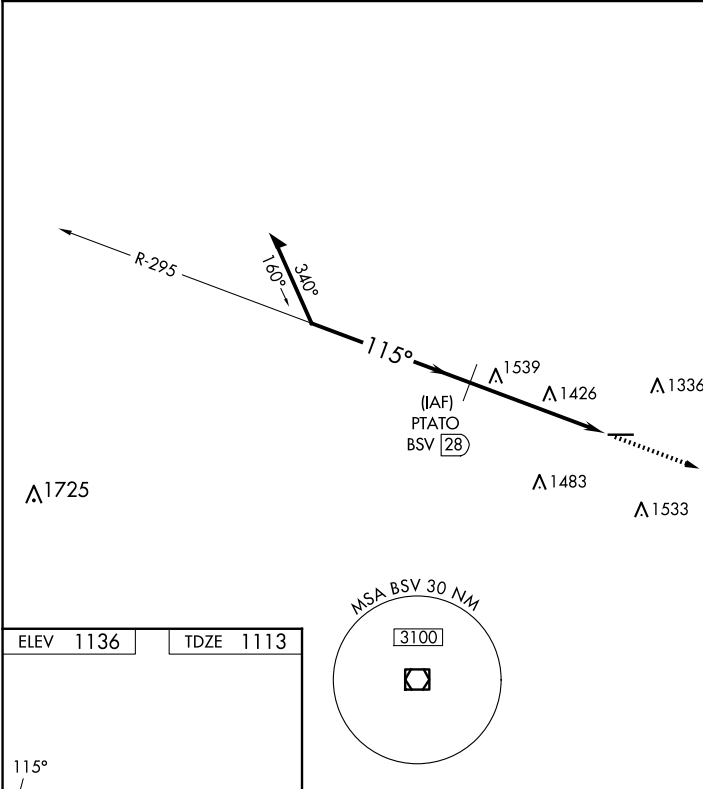 R-295
340°
160°
115°
1539
1426
1336
(IAF)
PTATO
BSV 28
1725
1483
1533
MSA BSV 30 NM
3100
ELEV 1136
TDZE 1113
115°